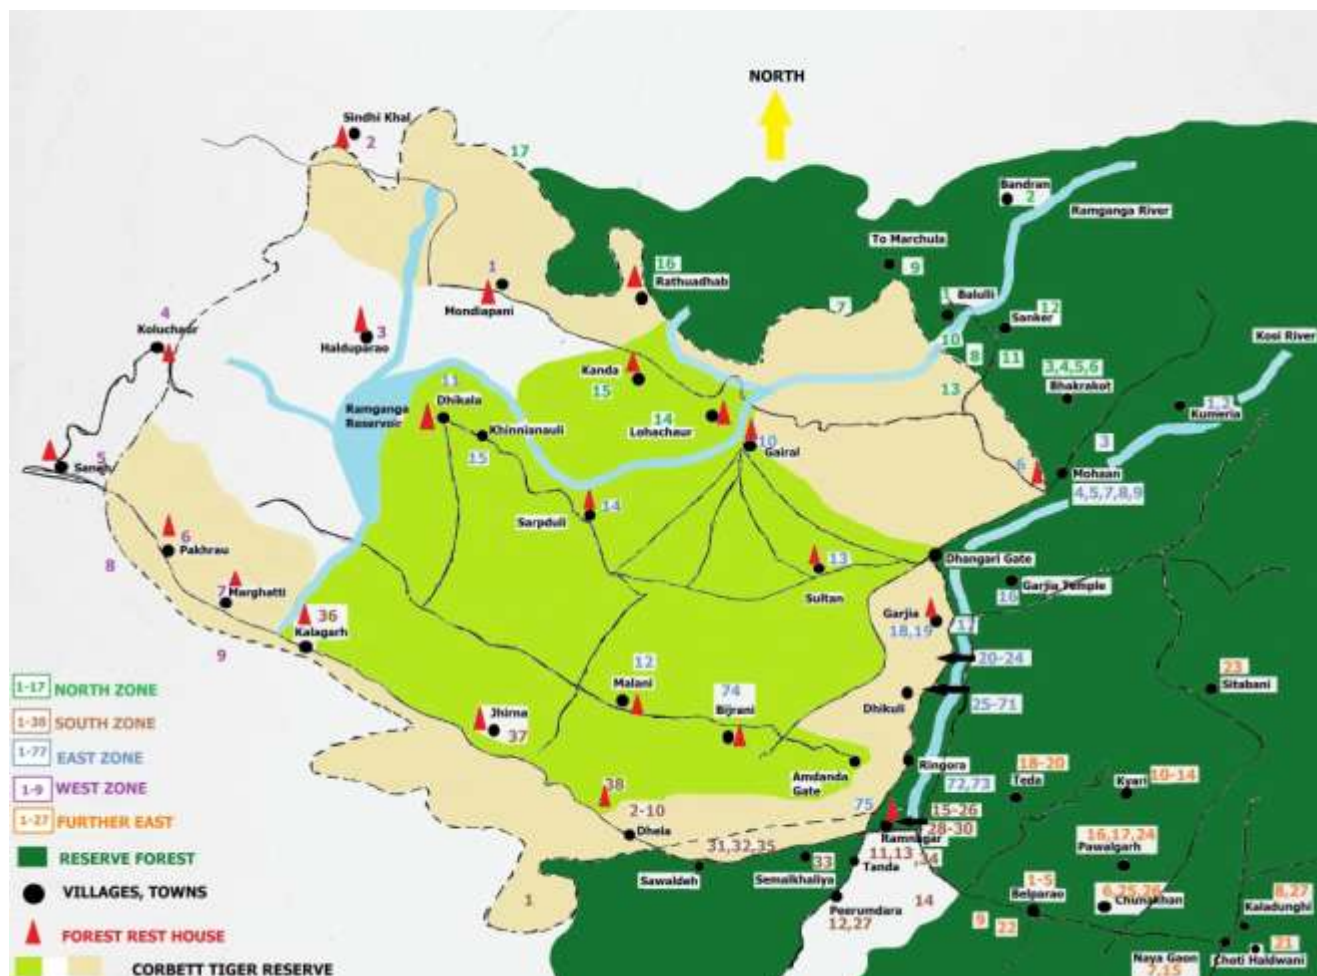 NORTH
Sindhi Khal
2
17
Bandran
2
Ramganga River
To Marchula
9
16
Rathuadhab
1
Mondiapani
7
1
Balulli
12
Sanker
Kosi River
4
Koluchaur
3
Halduparao
10
8
11
Kanda
15
13
3,4,5,6
Bhakrakot
1,2
Kumeria
Ramganga
Reservoir
11
Dhikala
14
Lohachaur
Khinnianauli
15
10
Gairal
3
5
Saneh
6
Mohaan
4,5,7,8,9
14
Sarpduli
6
Pakhrau
8
13
Sultan
Dhangari Gate
Garjia Temple
16
7
Marghatti
36
Kalagarh
9
Garjia
18,19
17
20-24
12
Malani
74
Bijrani
Dhikuli
25-71
23
Sitabani
Jhirna
37
Amdanda
Gate
Ringora
72,73
18-20
Teda
Kyari
10-14
38
2-10
Dhela
75
15-26
28-30
Ramnagar
31,32,35
Sawaldeh
33
Semalkhaliya
11,13
,34
Tanda
16,17,24
Pawalgarh
1
Peerumdara
12,27
14
1-5
Belparao
9
22
6,25,26
Chunakhan
8,27
Kaladunghi
21
Choti Haldwani
Naya Gaon
7,15
1-17 NORTH ZONE
1-38 SOUTH ZONE
1-77 EAST ZONE
1-9 WEST ZONE
1-27 FURTHER EAST
RESERVE FOREST
VILLAGES, TOWNS
FOREST REST HOUSE
CORBETT TIGER RESERVE